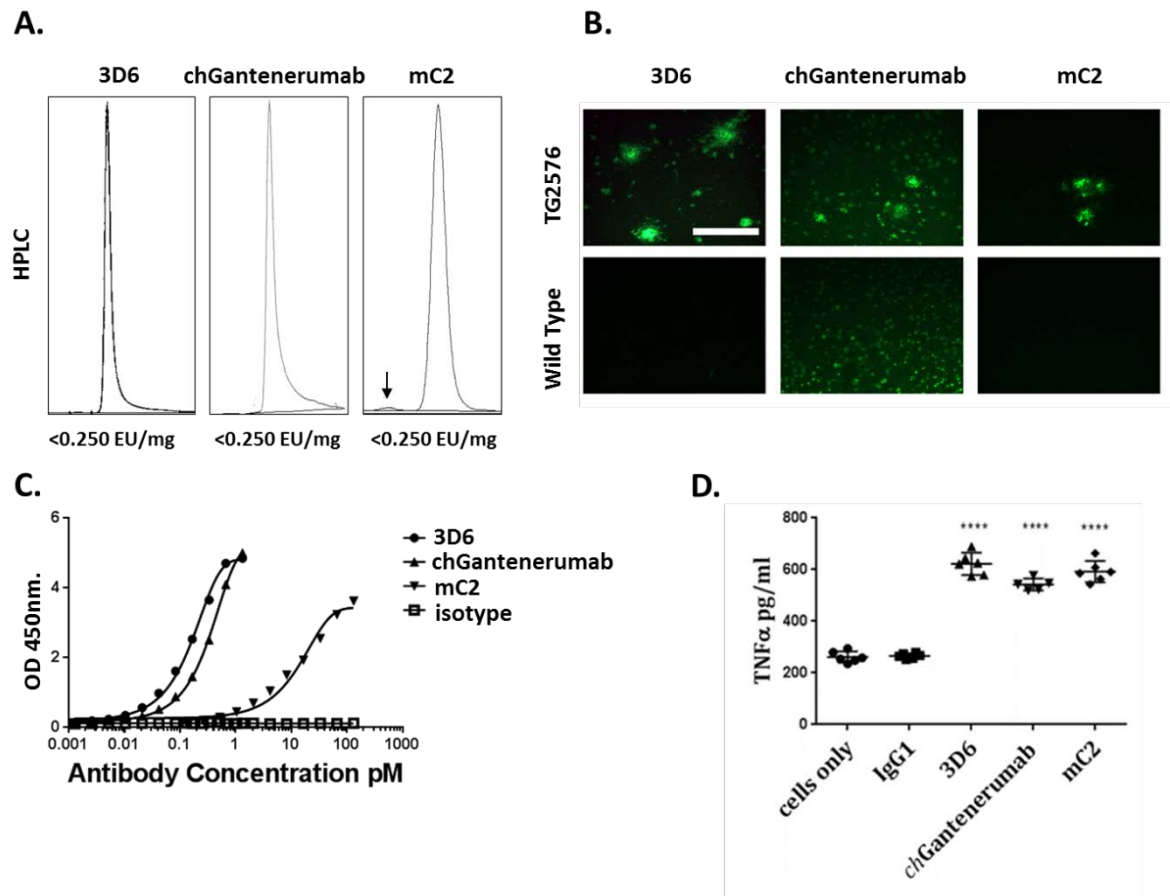 A.
3D6 chGantenerumab mC2
HPLC
<0.250 EU/mg <0.250 EU/mg <0.250 EU/mg
B.
3D6 chGantenerumab mC2
TG2576
Wild Type
C.
6
4
2
0
OD 450nm.
0.001 0.01 0.1 1 10 100 1000
Antibody Concentration pM
3D6
chGantenerumab
mC2
isotype
D.
800
600
400
200
0
TNFα pg/ml
**** **** ****
cells only IgG1 3D6 chGantenerumab mC2